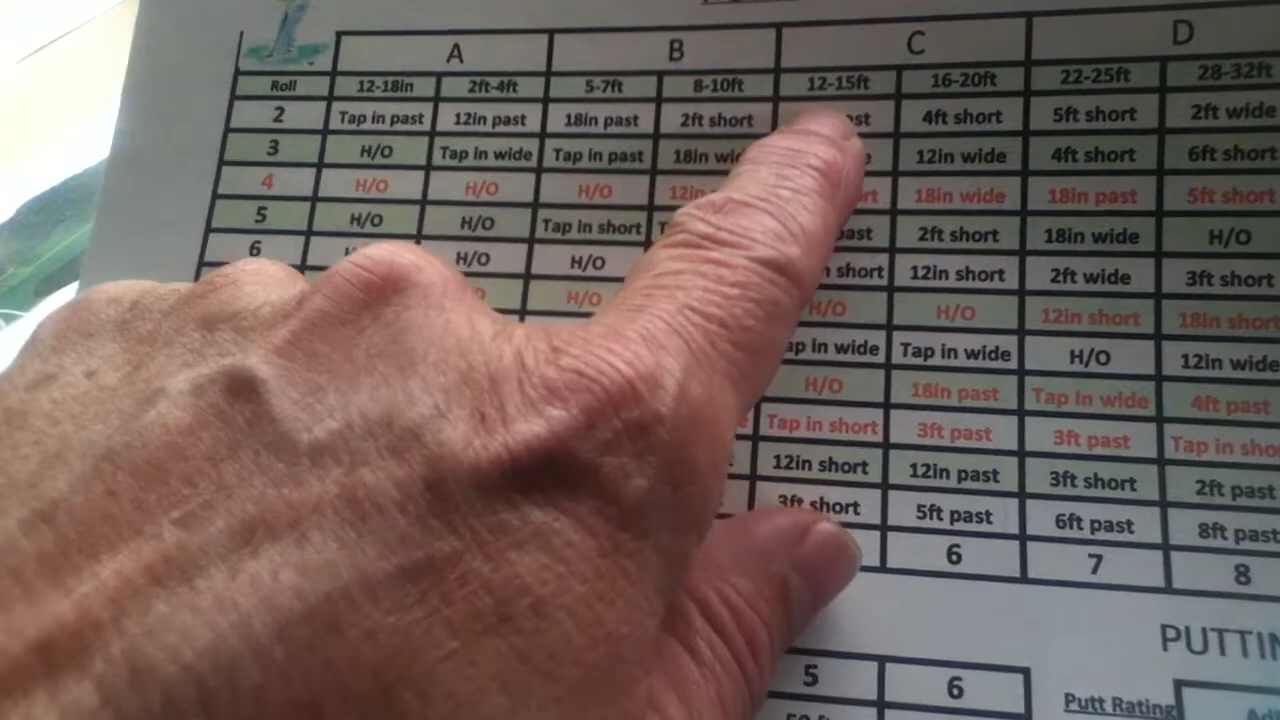 A B C D
Roll 12-18in 2ft-4ft 5-7ft 8-10ft 12-15ft 16-20ft 22-25ft 28-32ft
2 Tap in past 12in past 18in past 2ft short 4ft short 5ft short 2ft wide
3 H/O Tap in wide Tap in past 18in 12in wide 4ft short 6ft short
4 H/O H/O H/O 12in 18in wide 18in past 5ft short
5 H/O H/O Tap in short past 2ft short 18in wide H/O
6 H/O H/O short 12in short 2ft wide 3ft short
H/O H/O H/O 12in short 18in short
in wide Tap in wide H/O 12in wide
H/O 18in past Tap in wide 4ft past
Tap in short 3ft past 3ft past Tap in
12in short 12in past 3ft short 2ft past
3ft short 5ft past 6ft past 8ft past
6 7 8
5 6
Putt Rating